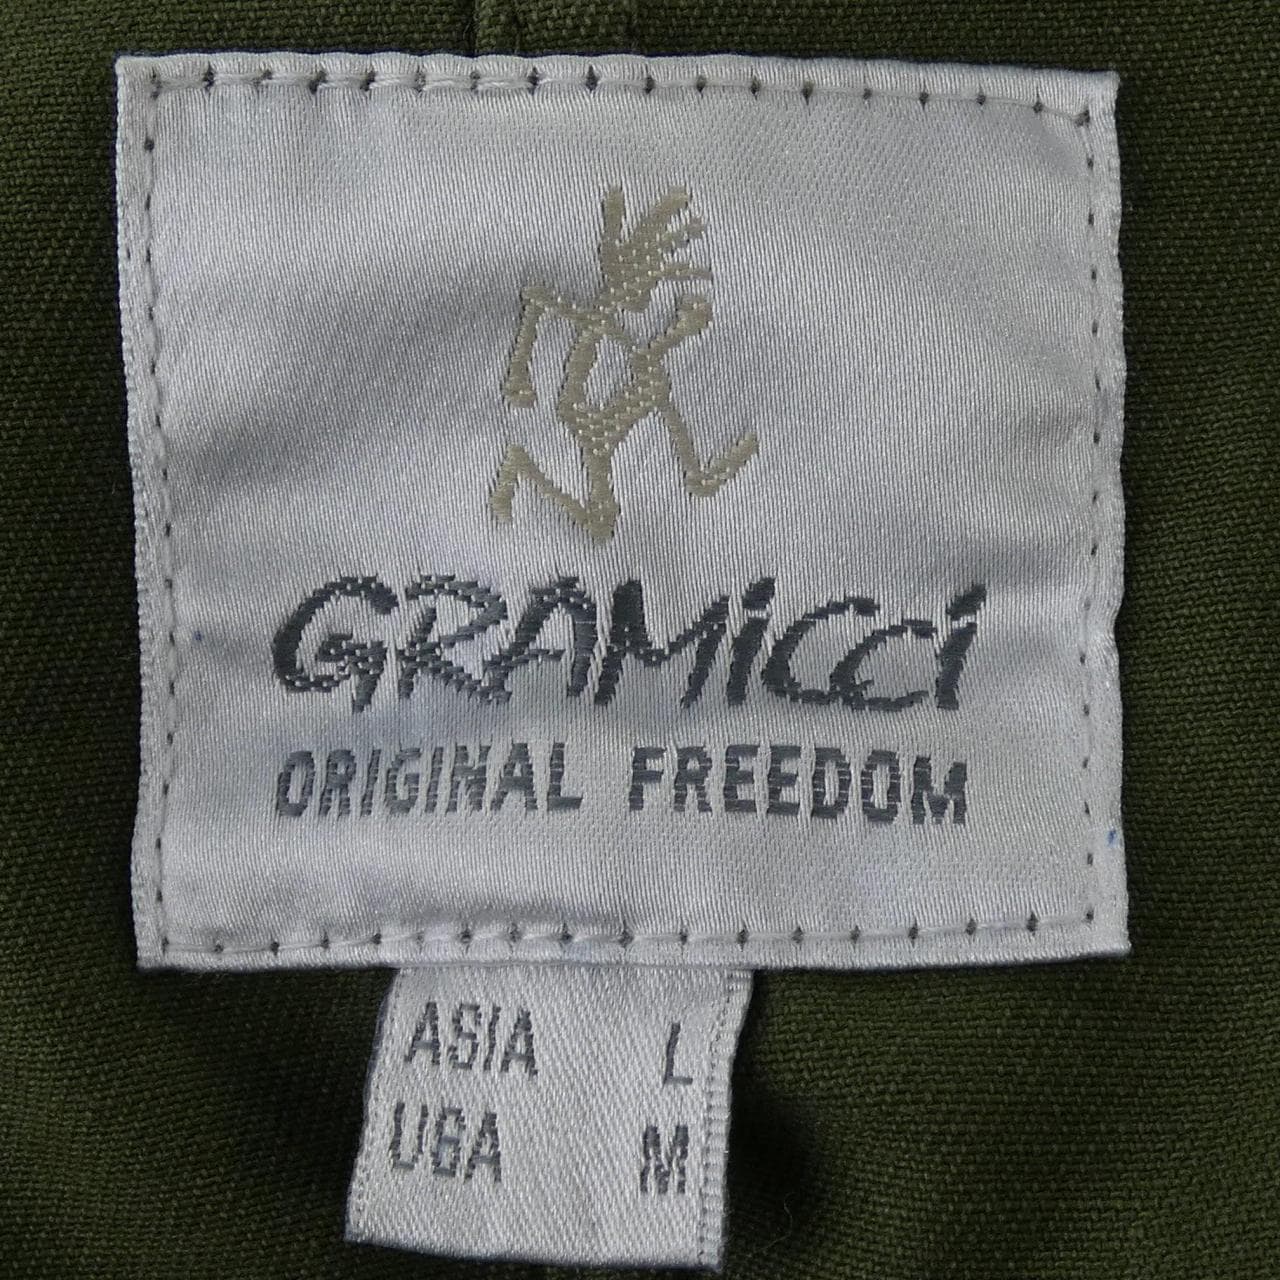 GRAMiCCi
ORIGINAL FREEDOM
ASIA L
USA M